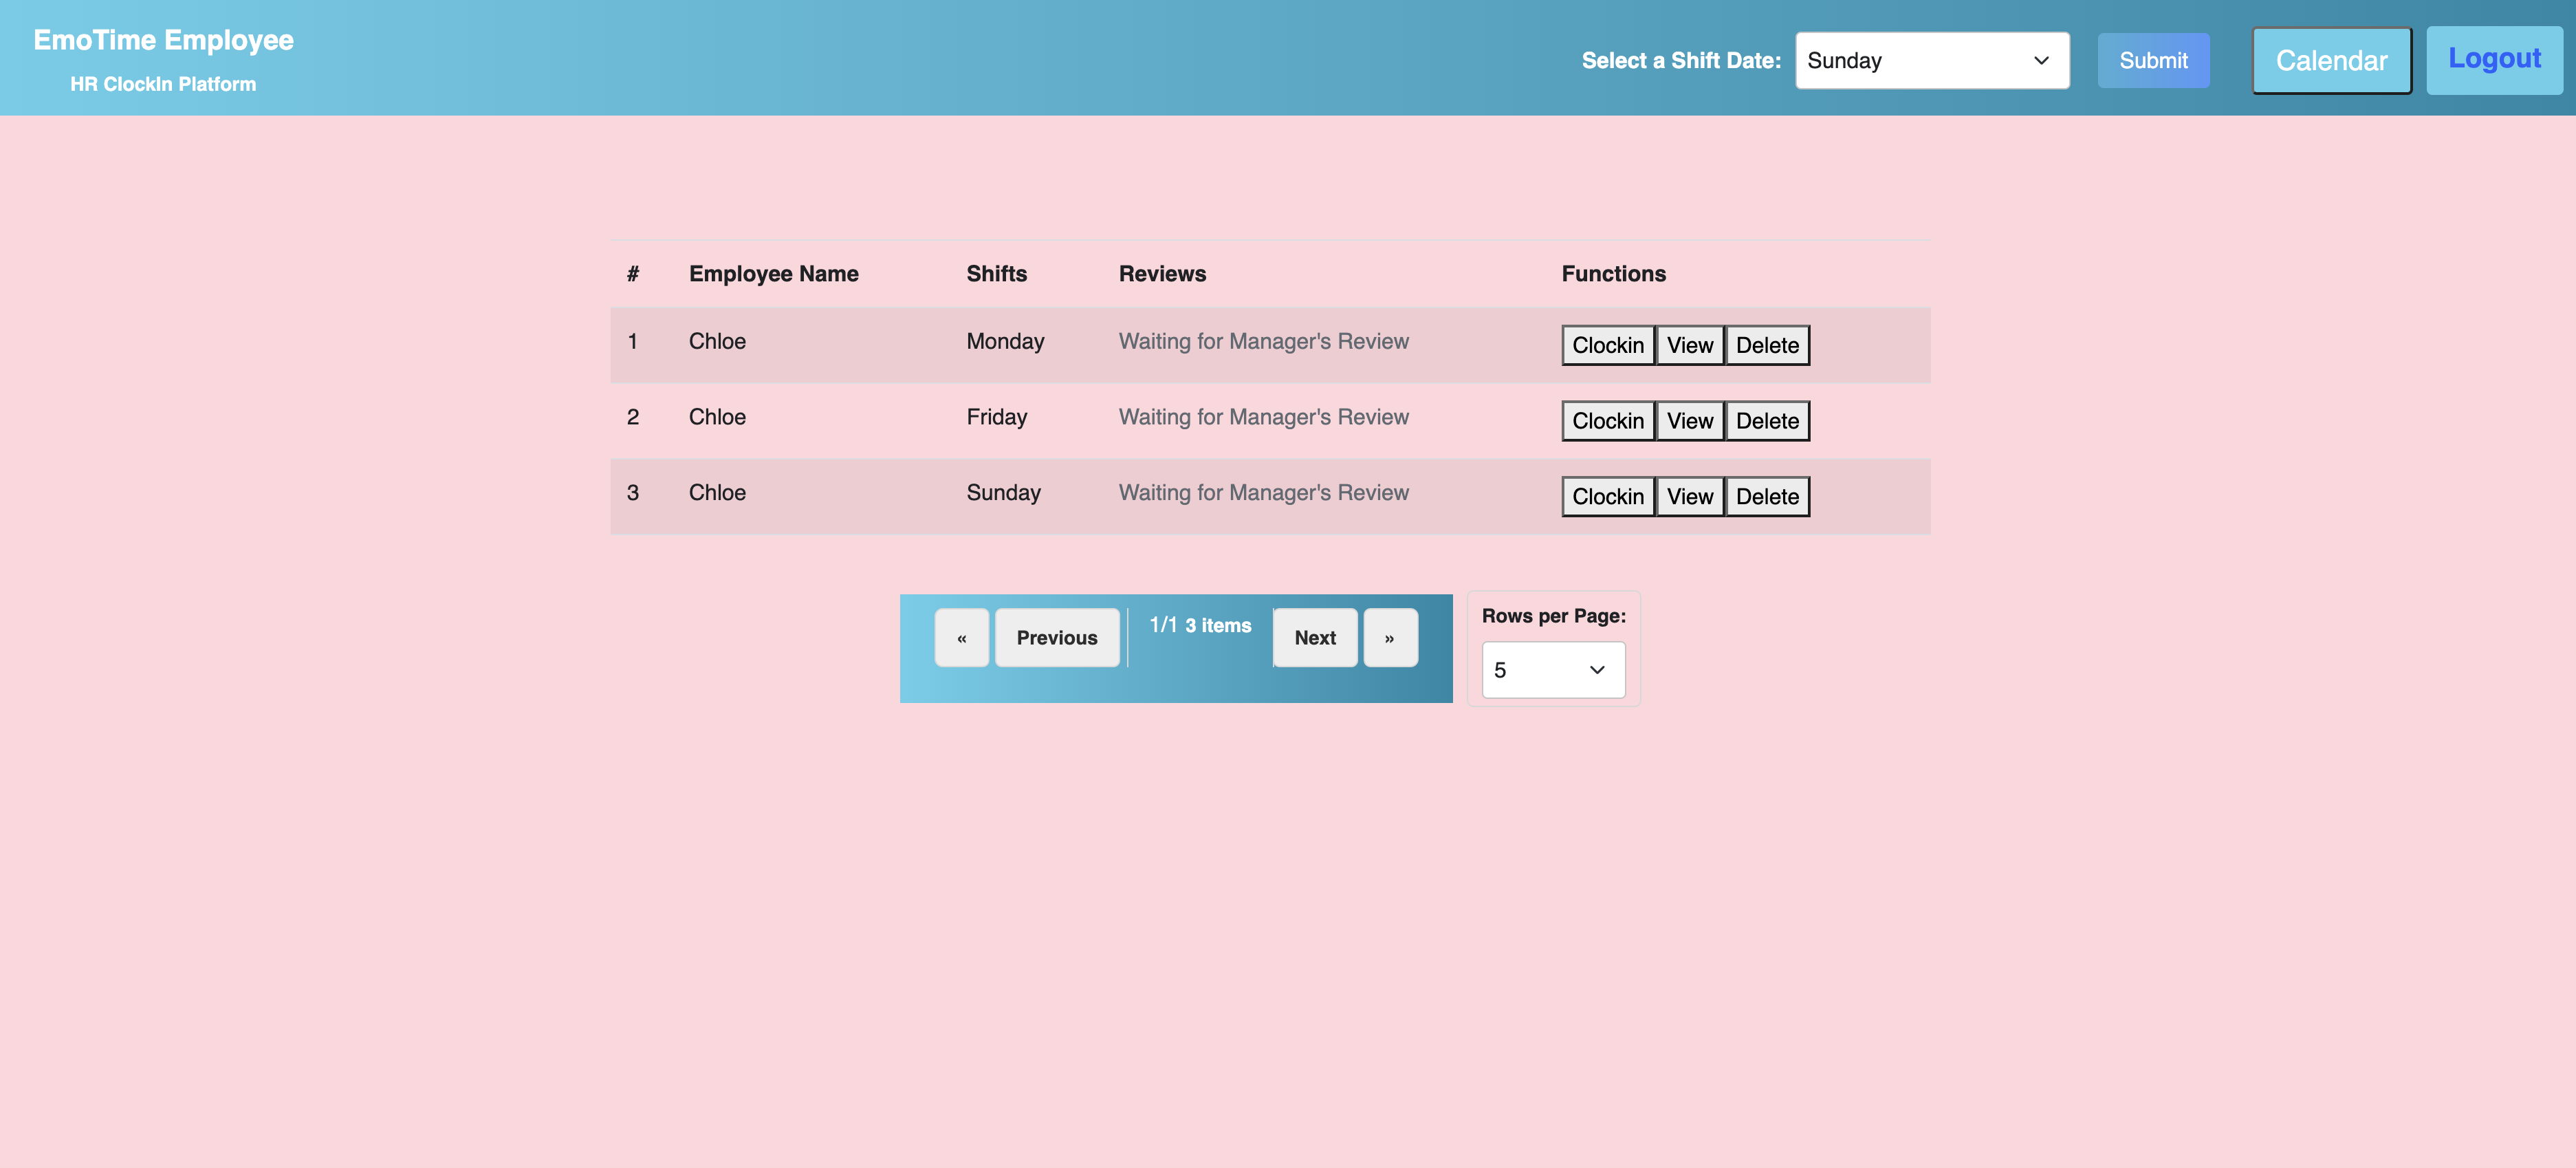 EmoTime Employee
HR ClockIn Platform
Select a Shift Date: Sunday Submit Calendar Logout
# Employee Name Shifts Reviews Functions
1 Chloe Monday Waiting for Manager's Review Clockin View Delete
2 Chloe Friday Waiting for Manager's Review Clockin View Delete
3 Chloe Sunday Waiting for Manager's Review Clockin View Delete
« Previous 1/1 3 items Next »
Rows per Page:
5